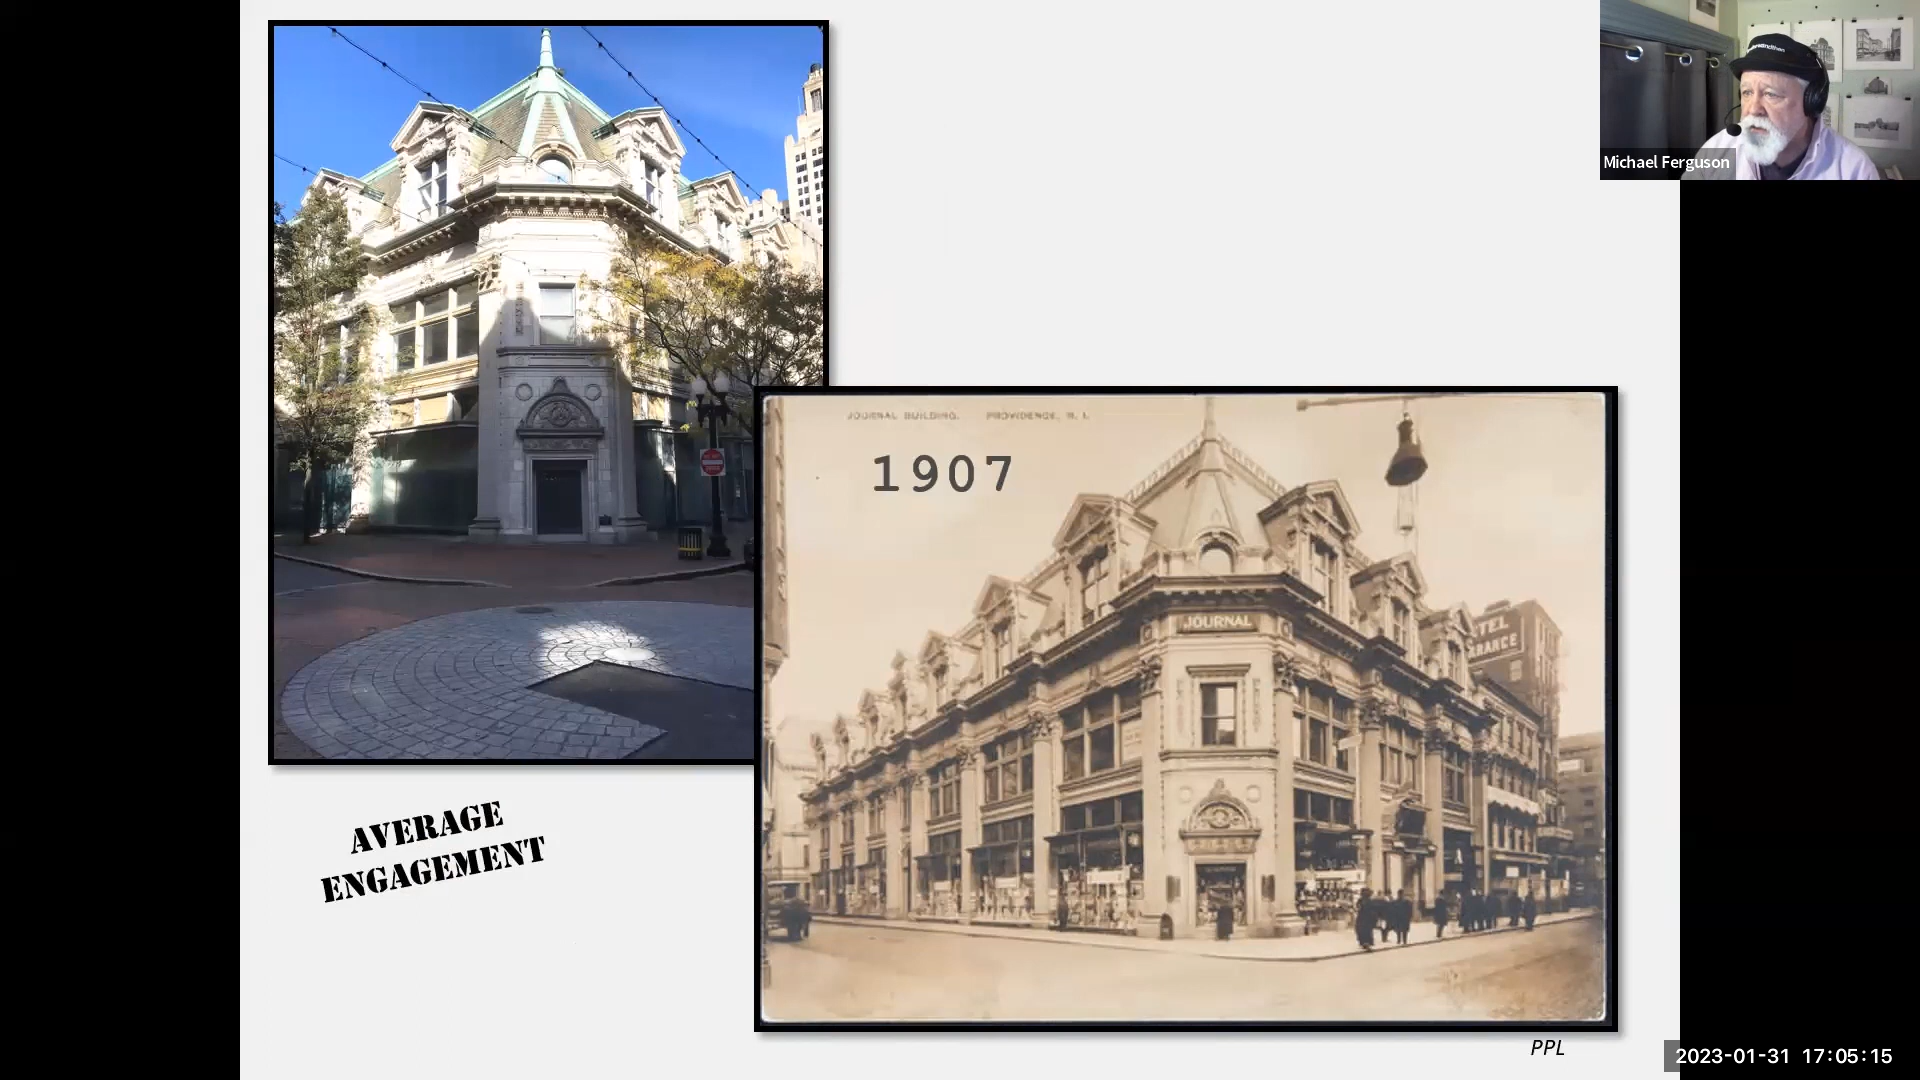 Michael Ferguson
JOURNAL BUILDING. PROVIDENCE, R. I.
1907
JOURNAL
AVERAGE
ENGAGEMENT
PPL
2023-01-31 17:05:15